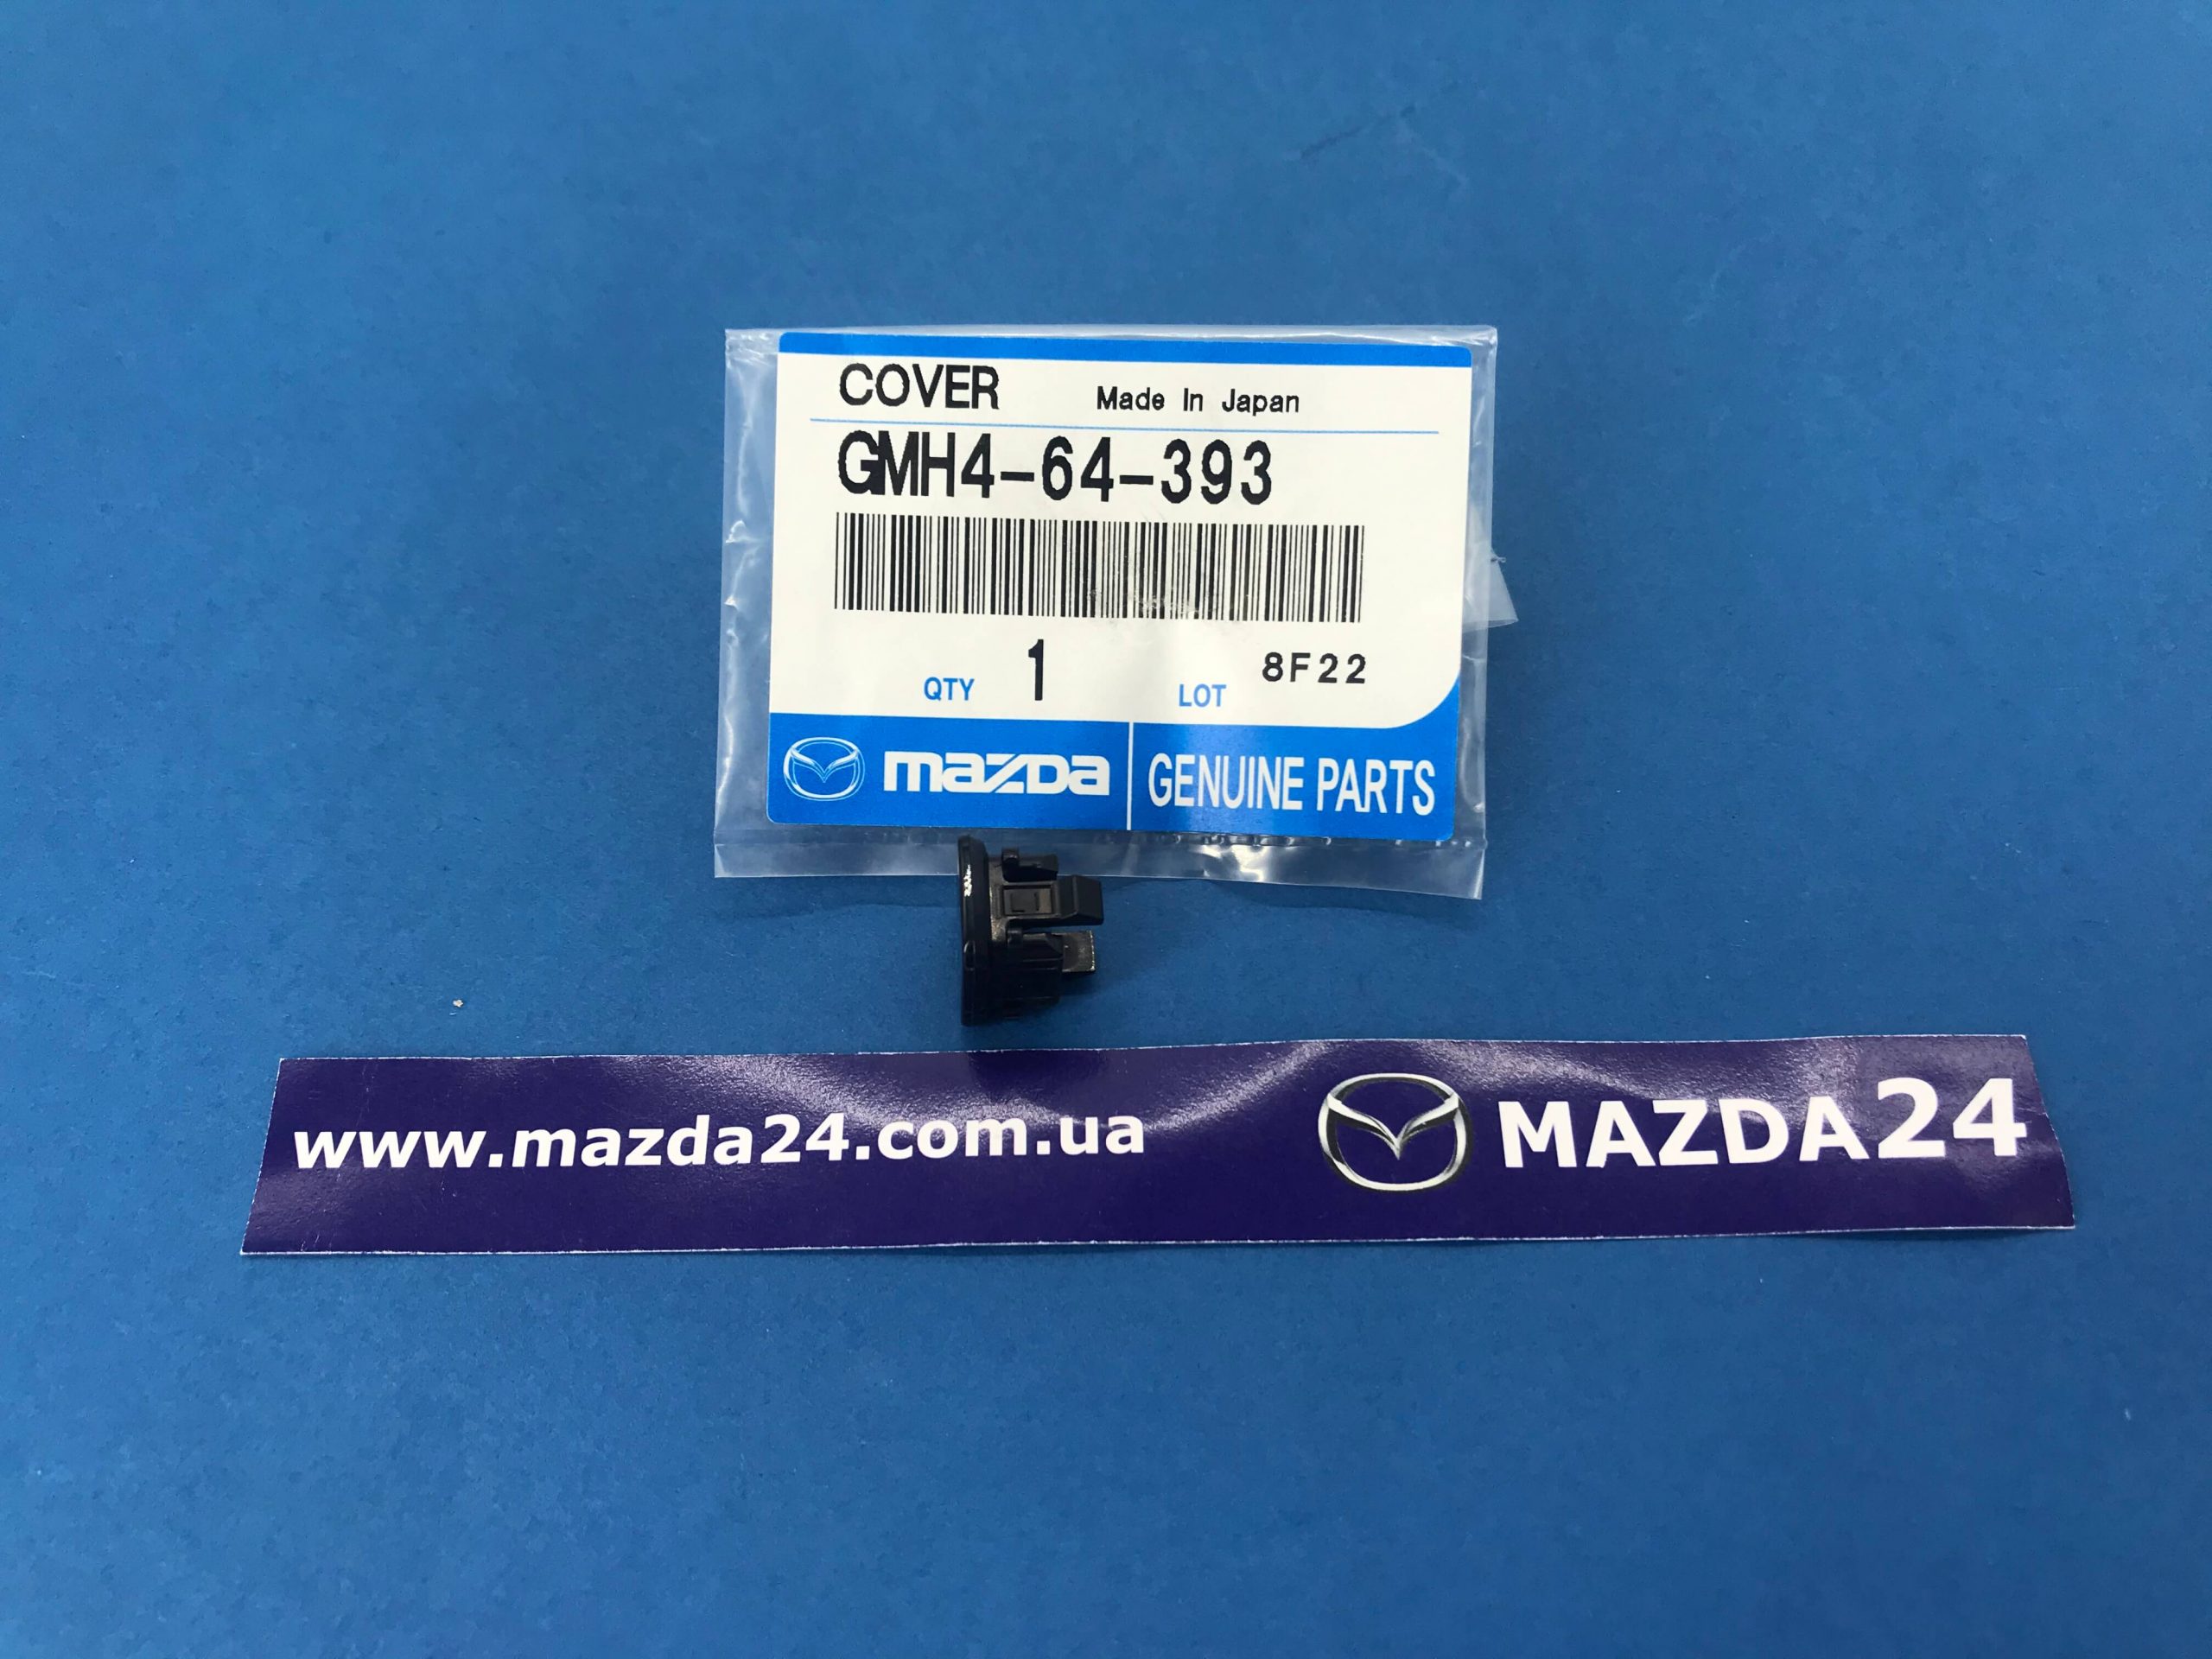 COVER Made In Japan
GMH4-64-393
QTY 1 LOT 8F22
mazda GENUINE PARTS
www.mazda24.com.ua MAZDA24